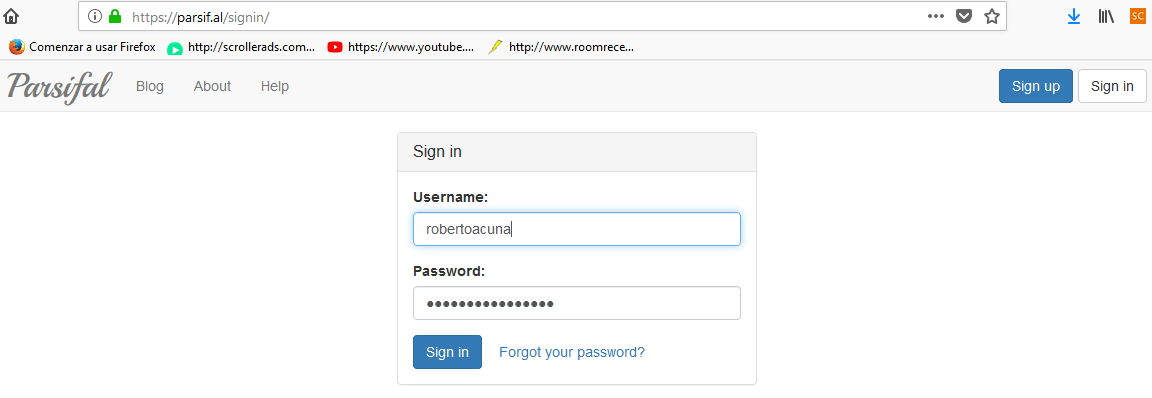 https://parsif.al/signin/
SC
Comenzar a usar Firefox http://scrollerads.com... https://www.youtube.... http://www.roomrece...
Parsifal Blog About Help Sign up Sign in
Sign in
Username:
robertoacuna
Password:
●●●●●●●●●●●●●●●●
Sign in Forgot your password?